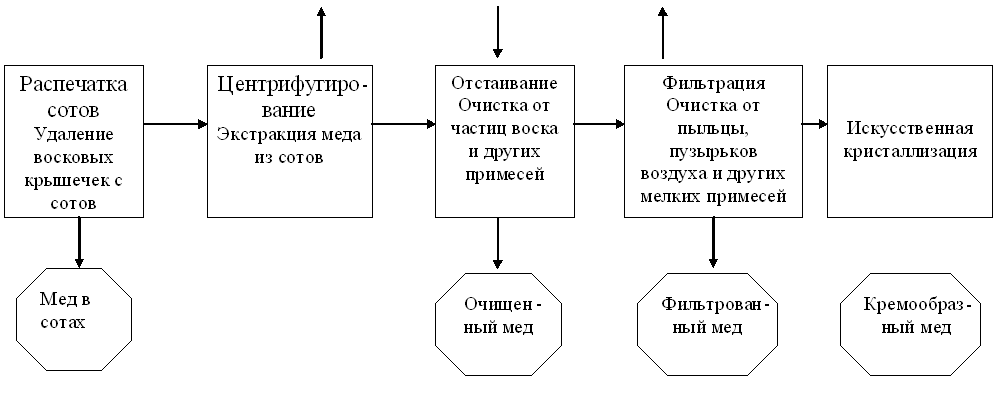 Распечатка
сотов
Удаление
восковых
крышечек с
сотов
Центрифугиро-
вание
Экстракция меда
из сотов
Отстаивание
Очистка от
частиц воска
и других
примесей
Фильтрация
Очистка от
пыльцы,
пузырьков
воздуха и других
мелких примесей
Искусственная
кристаллизация
Мед в
сотах
Очищен -
ный мед
Фильтрован-
ный мед
Кремообраз-
ный мед